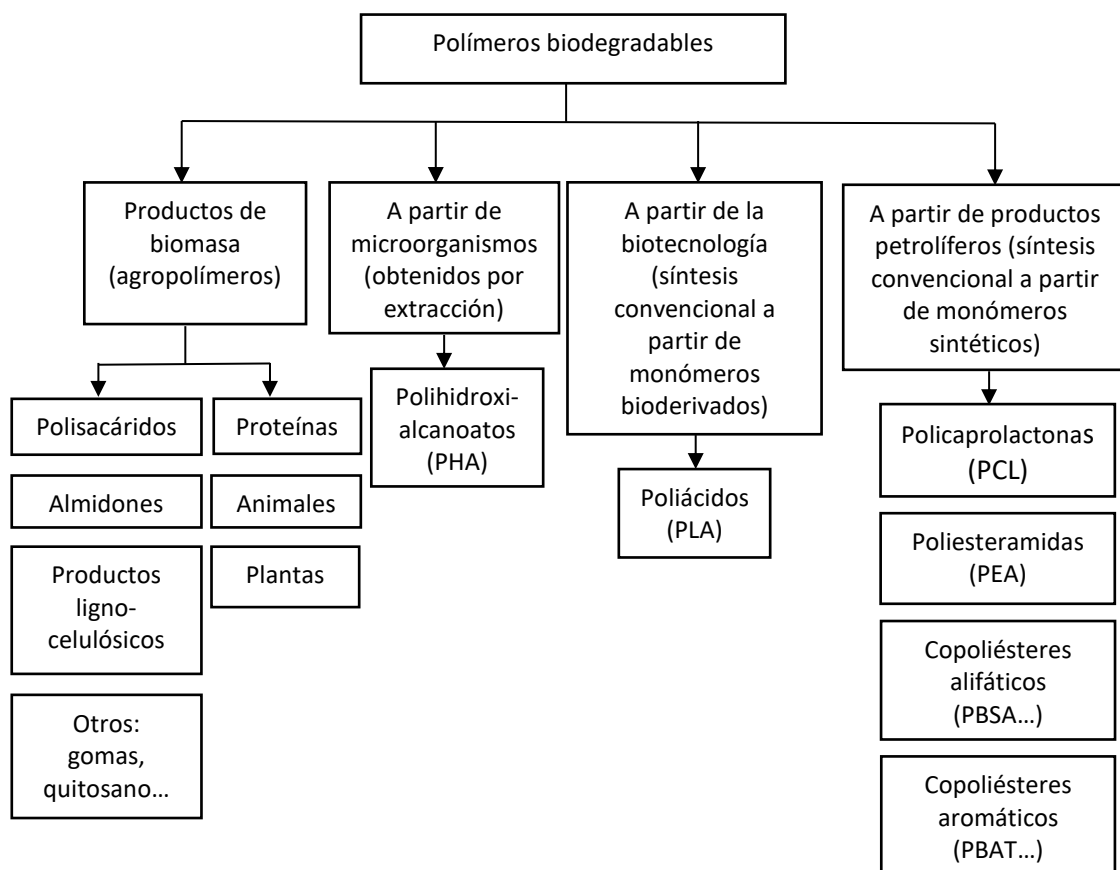 Polímeros biodegradables
Productos de
biomasa
(agropolímeros)
A partir de
microorganismos
(obtenidos por
extracción)
A partir de la
biotecnología
(síntesis
convencional a
partir de
monómeros
bioderivados)
A partir de productos
petrolíferos (síntesis
convencional a partir
de monómeros
sintéticos)
Polisacáridos
Almidones
Productos
ligno-
celulósicos
Otros:
gomas,
quitosano…
Proteínas
Animales
Plantas
Polihidroxi-
alcanoatos
(PHA)
Poliácidos
(PLA)
Policaprolactonas
(PCL)
Poliesteramidas
(PEA)
Copoliésteres
alifáticos
(PBSA…)
Copoliésteres
aromáticos
(PBAT…)